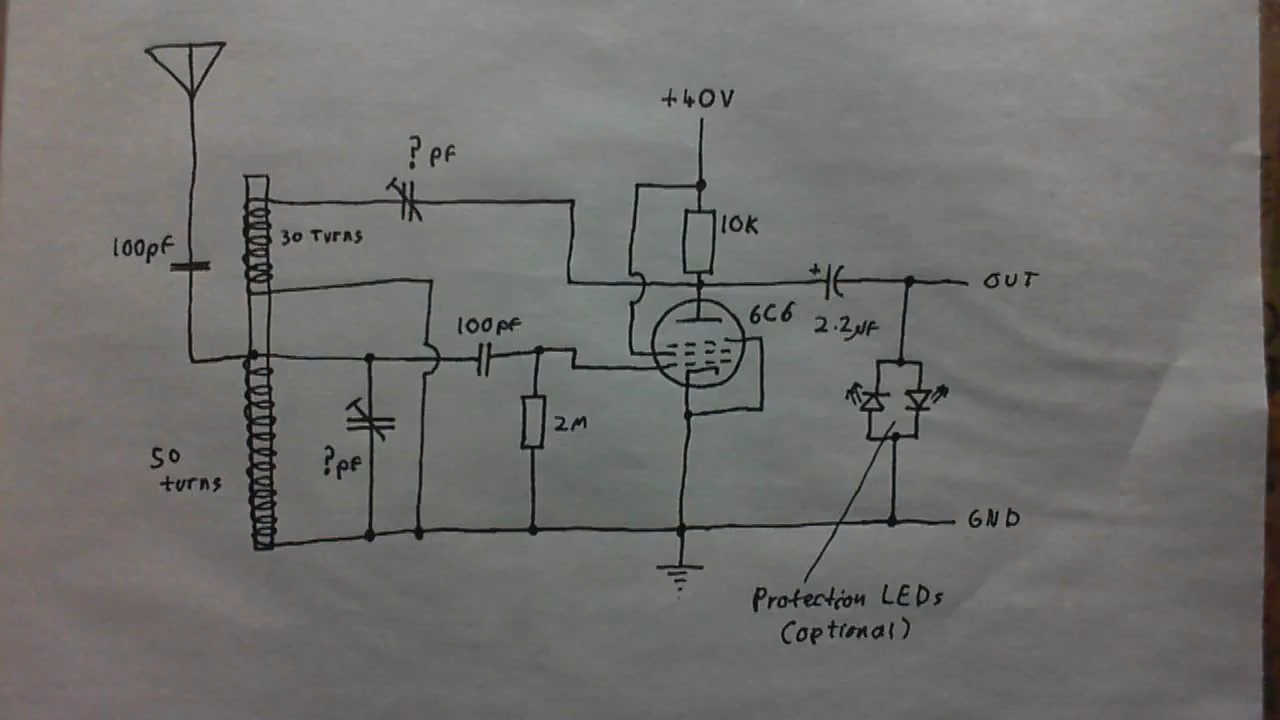 +40V
? pf
10K
30 Turns
100pf
OUT
6C6
2.2µF
100pf
2M
50
turns
?pf
GND
Protection LEDs
(optional)
+